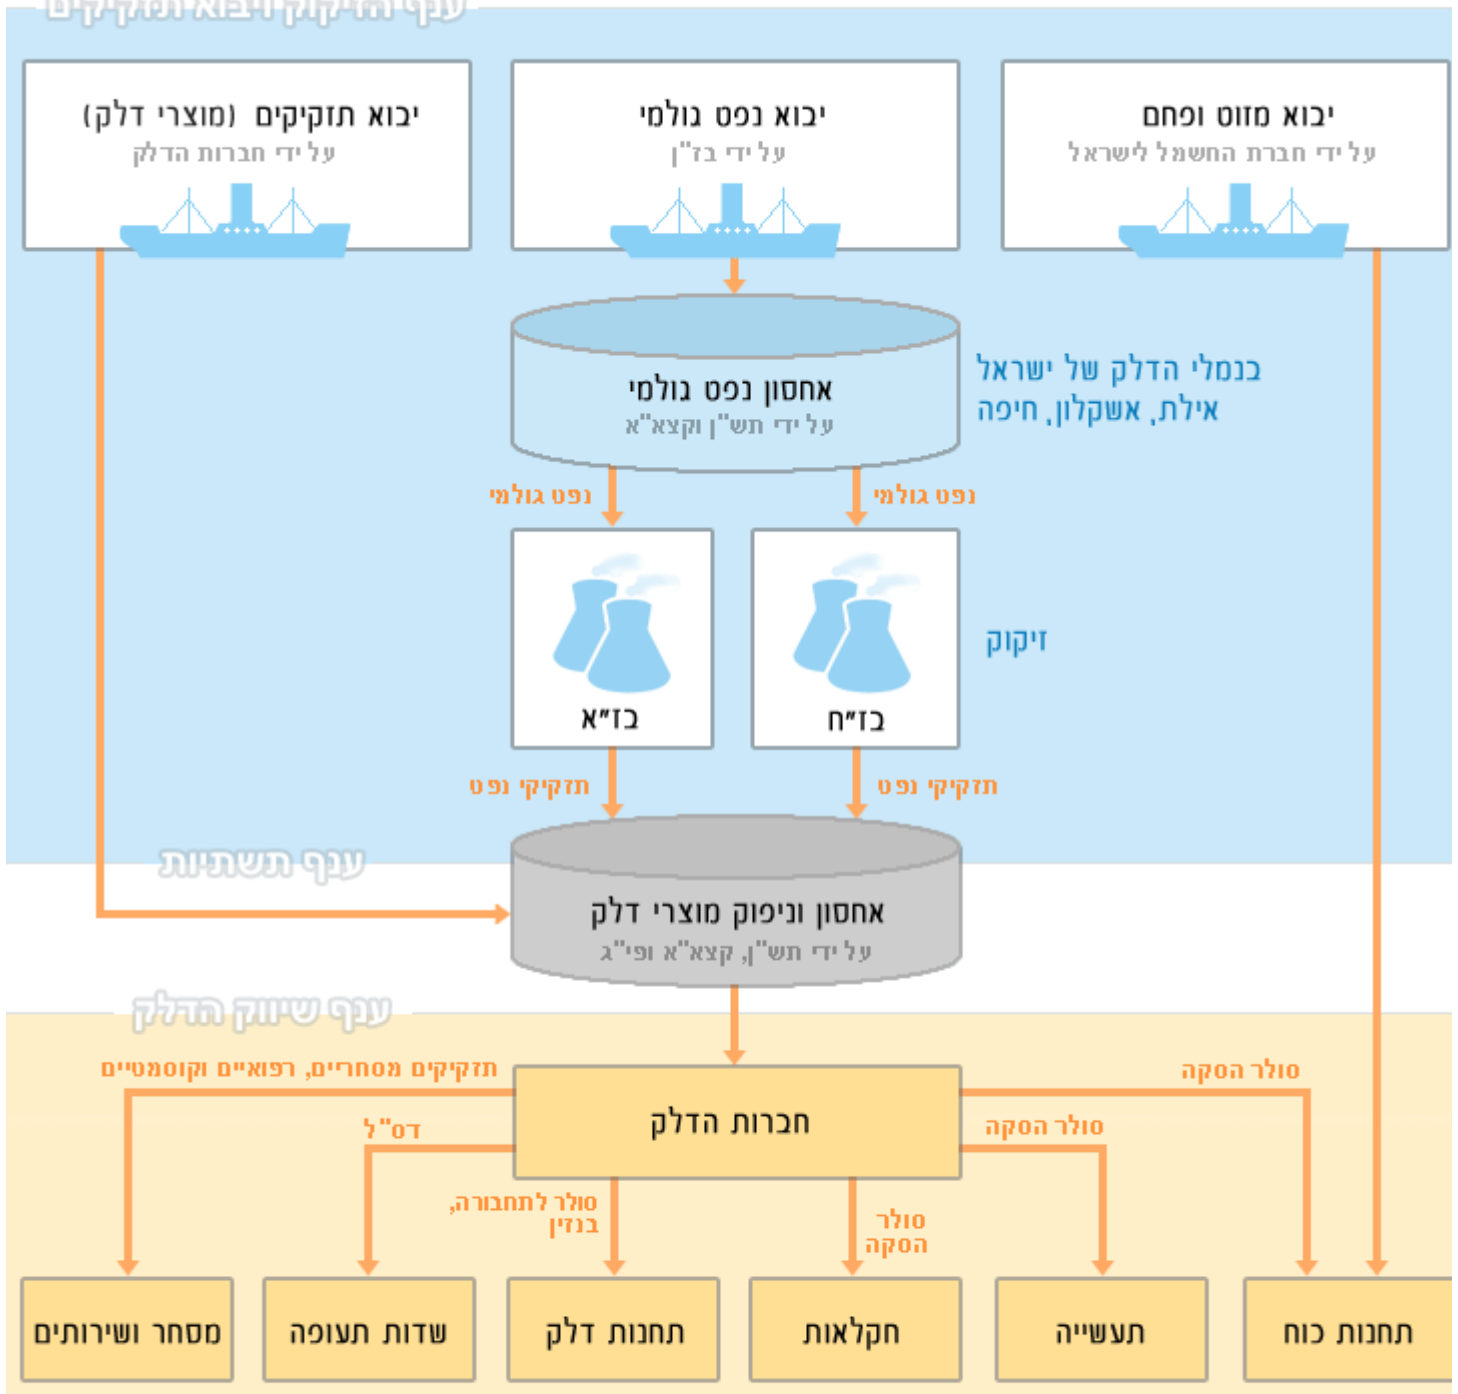 ענף הזיקוק ויבוא תזקיקים
יבוא מזוט ופחם
על ידי חברת החשמל לישראל
יבוא נפט גולמי
על ידי בז"ן
יבוא תזקיקים (מוצרי דלק)
על ידי חברות הדלק
אחסון נפט גולמי
על ידי תש"ן וקצא"א
בנמלי הדלק של ישראל
אילת, אשקלון, חיפה
נפט גולמי
נפט גולמי
זיקוק
בז"ח
בז"א
תזקיקי נפט
תזקיקי נפט
ענף תשתיות
אחסון וניפוק מוצרי דלק
על ידי תש"ן, קצא"א ופי"ג
ענף שיווק הדלק
סולר הסקה
תזקיקים מסחריים, רפואיים וקוסמטיים
חברות הדלק
סולר הסקה
דס"ל
סולר לתחבורה,
בנזין
סולר
הסקה
תחנות כוח
תעשייה
חקלאות
תחנות דלק
שדות תעופה
מסחר ושירותים